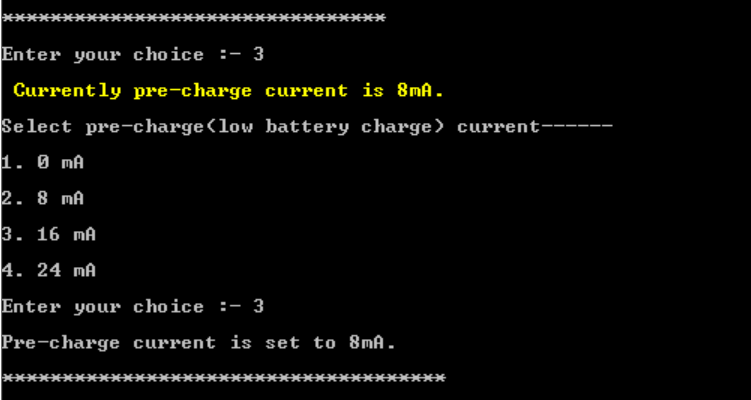 ********************************
Enter your choice :- 3
Currently pre-charge current is 8mA.
Select pre-charge(low battery charge) current------
1. 0 mA
2. 8 mA
3. 16 mA
4. 24 mA
Enter your choice :- 3
Pre-charge current is set to 8mA.
*************************************